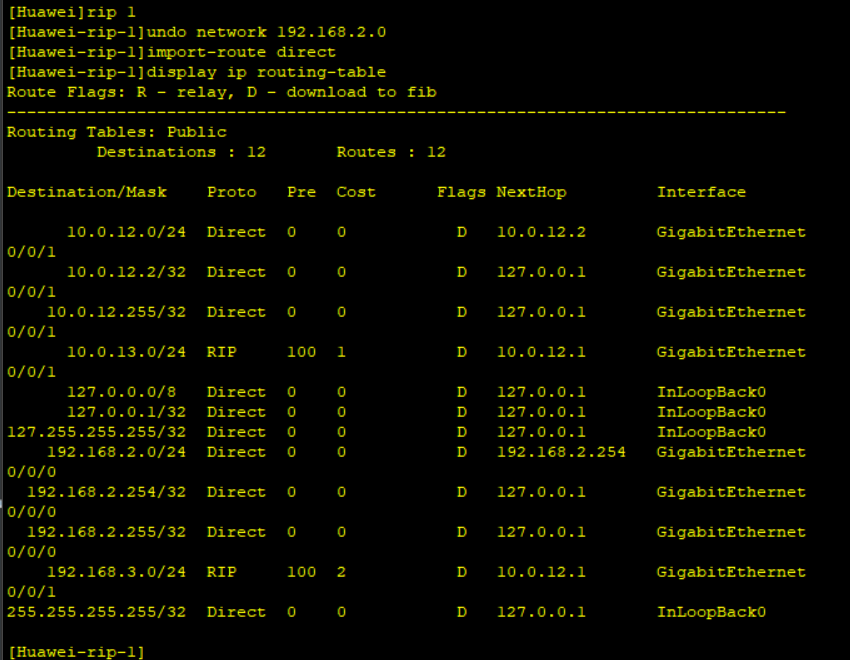 [Huawei]rip 1
[Huawei-rip-1]undo network 192.168.2.0
[Huawei-rip-1]import-route direct
[Huawei-rip-1]display ip routing-table
Route Flags: R - relay, D - download to fib
------------------------------------------------------------------------------
Routing Tables: Public
         Destinations : 12       Routes : 12

Destination/Mask    Proto   Pre  Cost      Flags NextHop         Interface

      10.0.12.0/24  Direct  0    0           D   10.0.12.2       GigabitEthernet
0/0/1
      10.0.12.2/32  Direct  0    0           D   127.0.0.1       GigabitEthernet
0/0/1
    10.0.12.255/32  Direct  0    0           D   127.0.0.1       GigabitEthernet
0/0/1
      10.0.13.0/24  RIP     100  1           D   10.0.12.1       GigabitEthernet
0/0/1
      127.0.0.0/8   Direct  0    0           D   127.0.0.1       InLoopBack0
      127.0.0.1/32  Direct  0    0           D   127.0.0.1       InLoopBack0
127.255.255.255/32  Direct  0    0           D   127.0.0.1       InLoopBack0
    192.168.2.0/24  Direct  0    0           D   192.168.2.254   GigabitEthernet
0/0/0
  192.168.2.254/32  Direct  0    0           D   127.0.0.1       GigabitEthernet
0/0/0
  192.168.2.255/32  Direct  0    0           D   127.0.0.1       GigabitEthernet
0/0/0
    192.168.3.0/24  RIP     100  2           D   10.0.12.1       GigabitEthernet
0/0/1
255.255.255.255/32  Direct  0    0           D   127.0.0.1       InLoopBack0

[Huawei-rip-1]